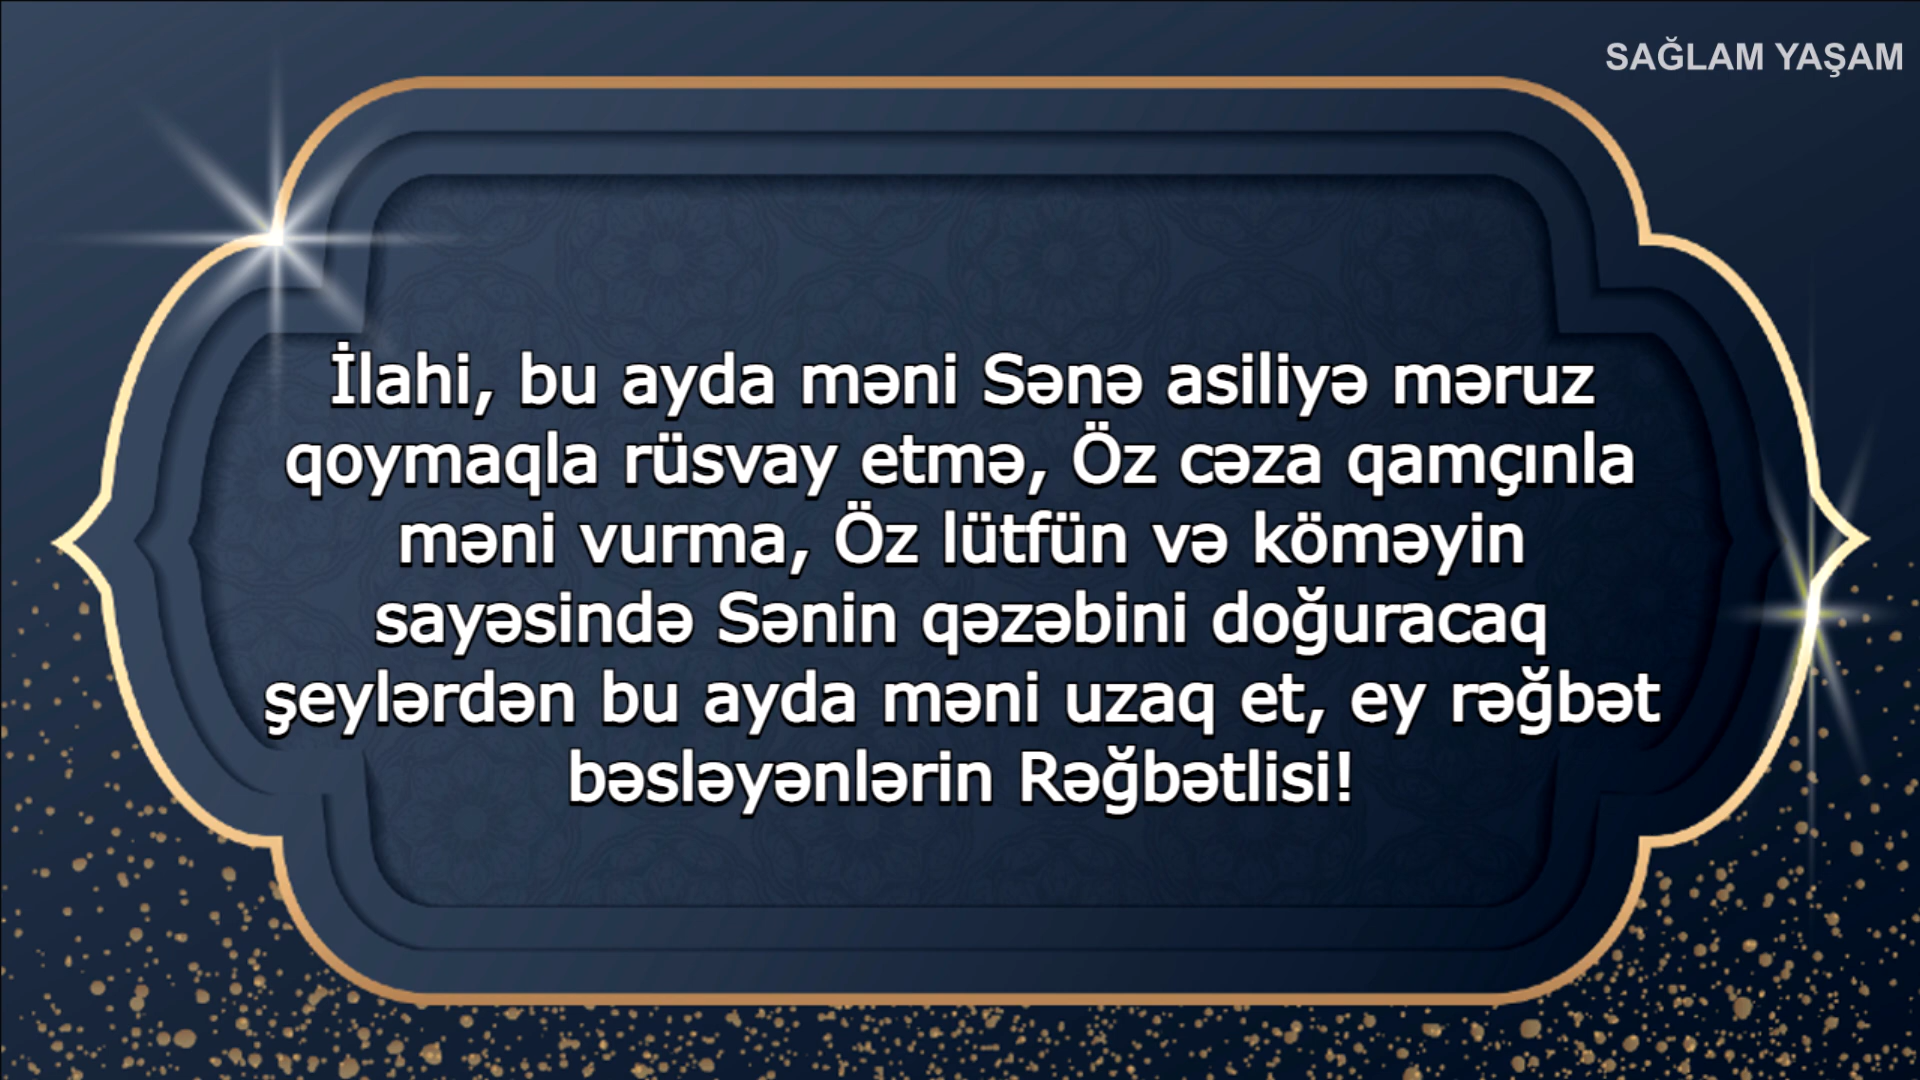 SAĞLAM YAŞAM
İlahi, bu ayda məni Sənə asiliyə məruz
qoymaqla rüsvay etmə, Öz cəza qamçınla
məni vurma, Öz lütfün və köməyin
sayəsində Sənin qəzəbini doğuracaq
şeylərdən bu ayda məni uzaq et, ey rəğbət
bəsləyənlərin Rəğbətlisi!